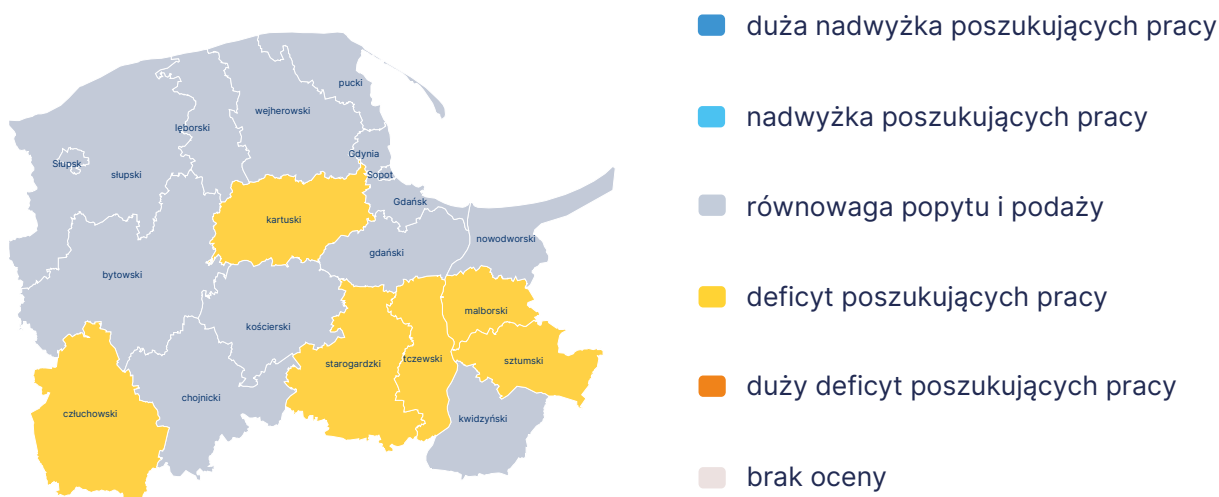 pucki
wejherowski
lęborski
Gdynia
Słupsk
słupski
Sopot
Gdańsk
kartuski
nowodworski
gdański
bytowski
malborski
kościerski
tczewski
sztumski
starogardzki
chojnicki
człuchowski
kwidzyński
duża nadwyżka poszukujących pracy
nadwyżka poszukujących pracy
równowaga popytu i podaży
deficyt poszukujących pracy
duży deficyt poszukujących pracy
brak oceny